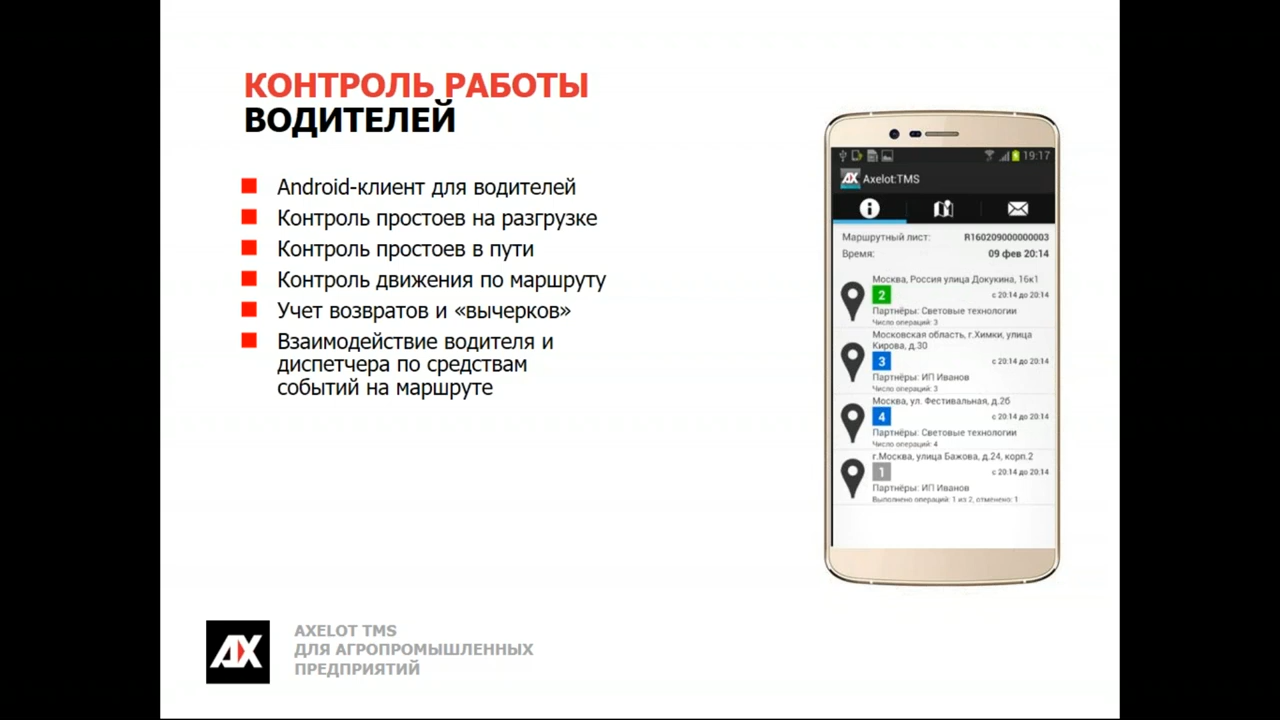 КОНТРОЛЬ РАБОТЫ
ВОДИТЕЛЕЙ
Android-клиент для водителей
Контроль простоев на разгрузке
Контроль простоев в пути
Контроль движения по маршруту
Учет возвратов и «вычерков»
Взаимодействие водителя и
диспетчера по средствам
событий на маршруте
19:17
AX Axelot:TMS
Маршрутный лист: R160209000000003
Время: 09 фев 20:14
Москва, Россия улица Докукина, 16к1
2 с 20:14 до 20:14
Партнёры: Световые технологии
Число операций: 3
Московская область, г.Химки, улица
Кирова, д.30
3 с 20:14 до 20:14
Партнёры: ИП Иванов
Число операций: 3
Москва, ул. Фестивальная, д.2б
4 с 20:14 до 20:14
Партнёры: Световые технологии
Число операций: 4
г.Москва, улица Бажова, д.24, корп.2
1 с 20:14 до 20:14
Партнёры: ИП Иванов
Выполнено операций: 1 из 2, отменено: 1
AX
AXELOT TMS
ДЛЯ АГРОПРОМЫШЛЕННЫХ
ПРЕДПРИЯТИЙ